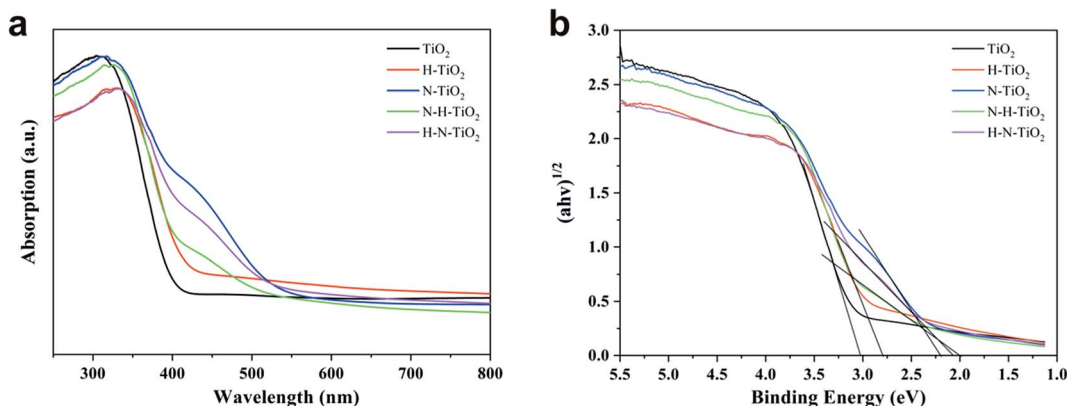 a
TiO₂
H-TiO₂
N-TiO₂
N-H-TiO₂
H-N-TiO₂
Absorption (a.u.)
300 400 500 600 700 800
Wavelength (nm)
b
3.0
2.5
2.0
1.5
1.0
0.5
0.0
TiO₂
H-TiO₂
N-TiO₂
N-H-TiO₂
H-N-TiO₂
(ahv)¹/²
5.5 5.0 4.5 4.0 3.5 3.0 2.5 2.0 1.5 1.0
Binding Energy (eV)